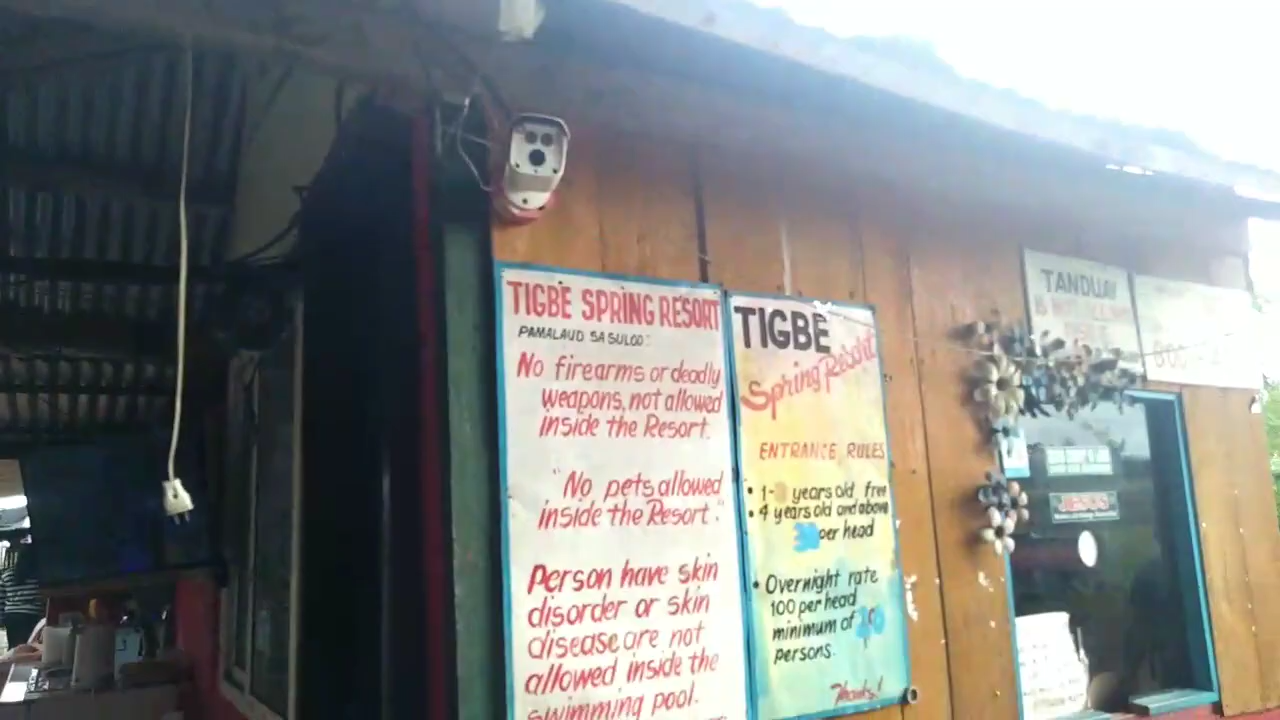 TIGBE SPRING RESORT
PAMALAUD SA SULOD:
No firearms or deadly
weapons, not allowed
inside the Resort.
"No pets allowed
inside the Resort."
Person have skin
disorder or skin
disease are not
allowed inside the
swimming pool.
TIGBE
Spring Resort
ENTRANCE RULES
• 1- years old, free
• 4 years old and above
per head
• Overnight rate
100 per head
minimum of
persons.
Thanks!
TANDUAY
JESUS